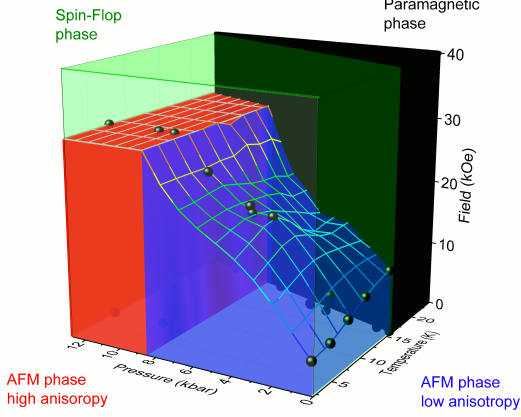 Spin-Flop
phase
Paramagnetic
phase
40
30
20
10
0
Field (kOe)
20
15
10
5
Temperature (K)
12
10
8
6
4
2
0
Pressure (kbar)
AFM phase
high anisoropy
AFM phase
low anisotropy